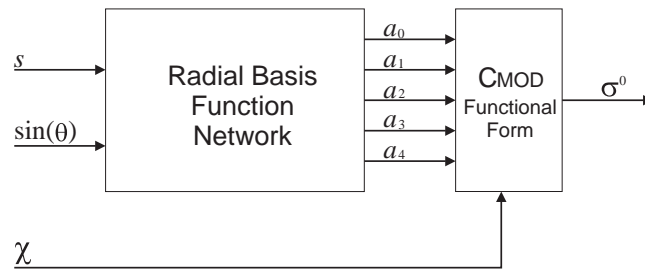 s
sin(θ)
Radial Basis
Function
Network
a₀
a₁
a₂
a₃
a₄
CMOD
Functional
Form
σ⁰
χ